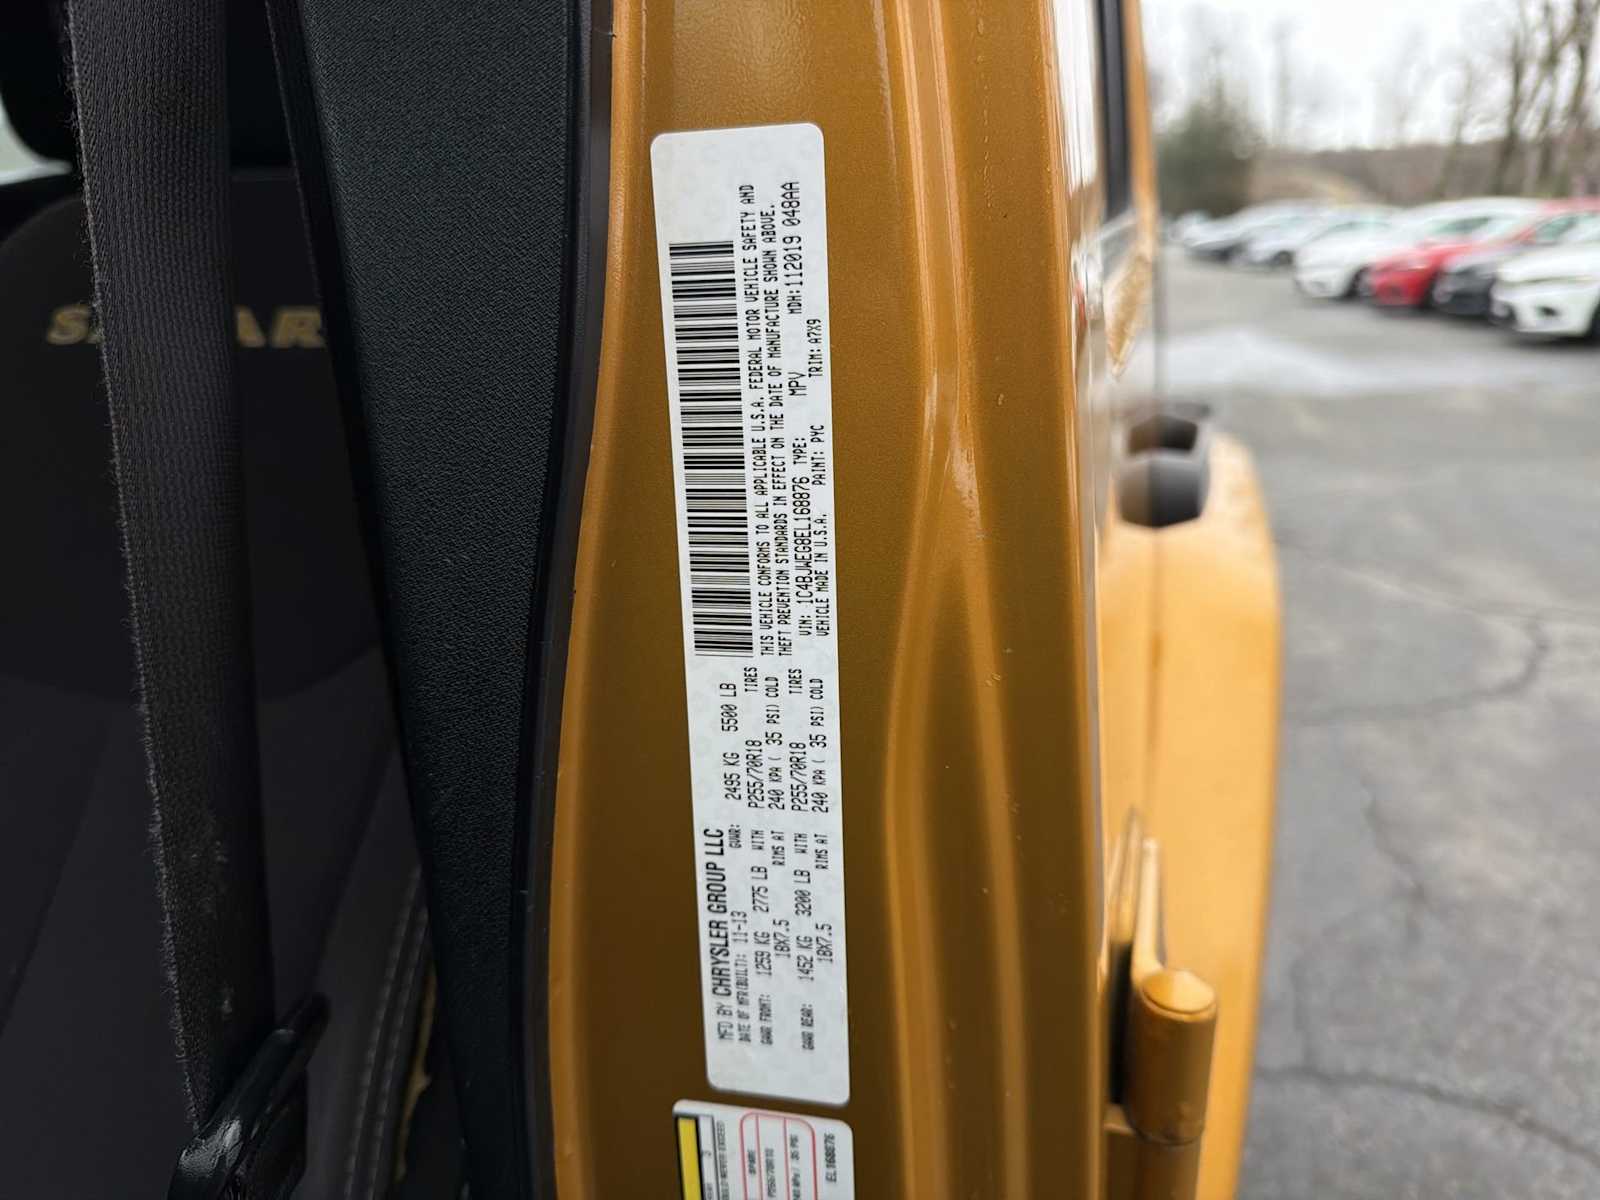 MFD BY CHRYSLER GROUP LLC
DATE OF MFR(BUILT): 11-13 GVWR: 2495 KG 5500 LB
GAWR FRONT: 1259 KG 2775 LB WITH P255/70R18 TIRES
18X7.5 RIMS AT 240 KPA ( 35 PSI) COLD
GAWR REAR: 1452 KG 3200 LB WITH P255/70R18 TIRES
18X7.5 RIMS AT 240 KPA ( 35 PSI) COLD
THIS VEHICLE CONFORMS TO ALL APPLICABLE U.S.A. FEDERAL MOTOR VEHICLE SAFETY AND
THEFT PREVENTION STANDARDS IN EFFECT ON THE DATE OF MANUFACTURE SHOWN ABOVE.
VIN: 1C4BJWEG8EL168876 TYPE: MPV MDH:112019 048AA
VEHICLE MADE IN U.S.A. PAINT: PYC TRIM: A7X9
EL168876